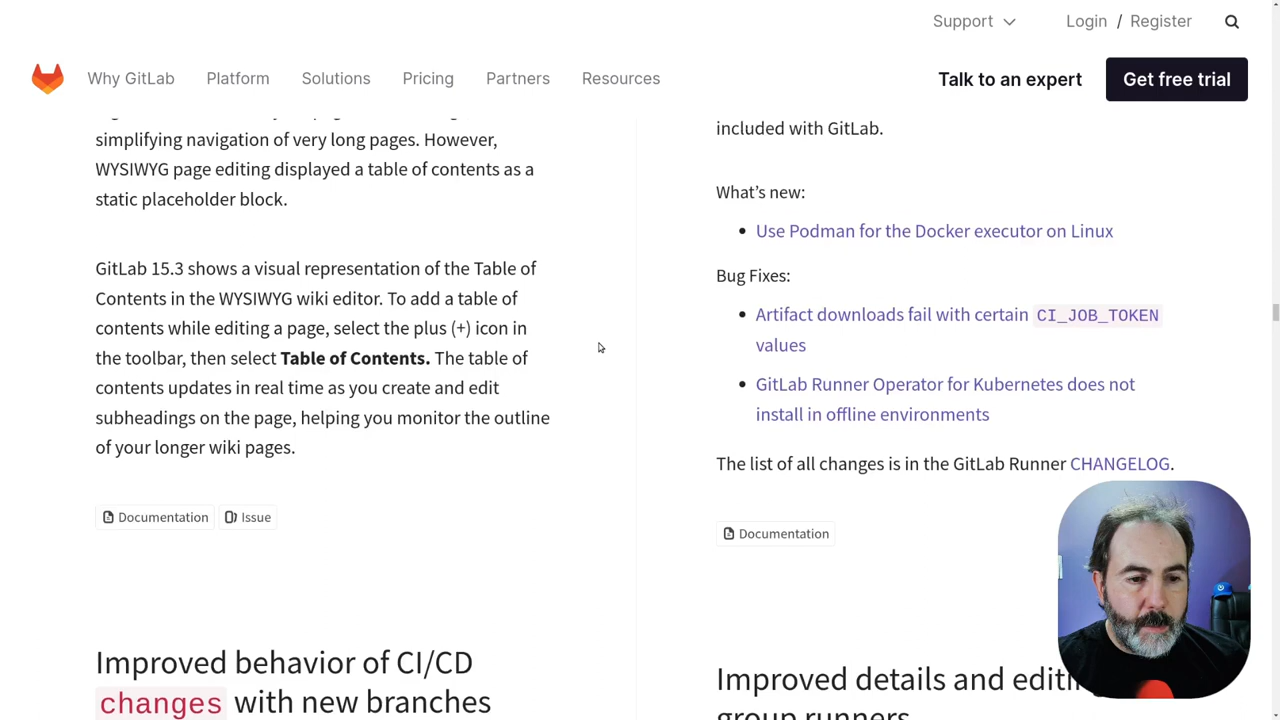 Support
Login / Register
Why GitLab
Platform
Solutions
Pricing
Partners
Resources
Talk to an expert
Get free trial
simplifying navigation of very long pages. However,
WYSIWYG page editing displayed a table of contents as a
static placeholder block.
GitLab 15.3 shows a visual representation of the Table of
Contents in the WYSIWYG wiki editor. To add a table of
contents while editing a page, select the plus (+) icon in
the toolbar, then select Table of Contents. The table of
contents updates in real time as you create and edit
subheadings on the page, helping you monitor the outline
of your longer wiki pages.
Documentation
Issue
Improved behavior of CI/CD
changes with new branches
included with GitLab.
What’s new:
Use Podman for the Docker executor on Linux
Bug Fixes:
Artifact downloads fail with certain CI_JOB_TOKEN
values
GitLab Runner Operator for Kubernetes does not
install in offline environments
The list of all changes is in the GitLab Runner CHANGELOG.
Documentation
Improved details and
group runners